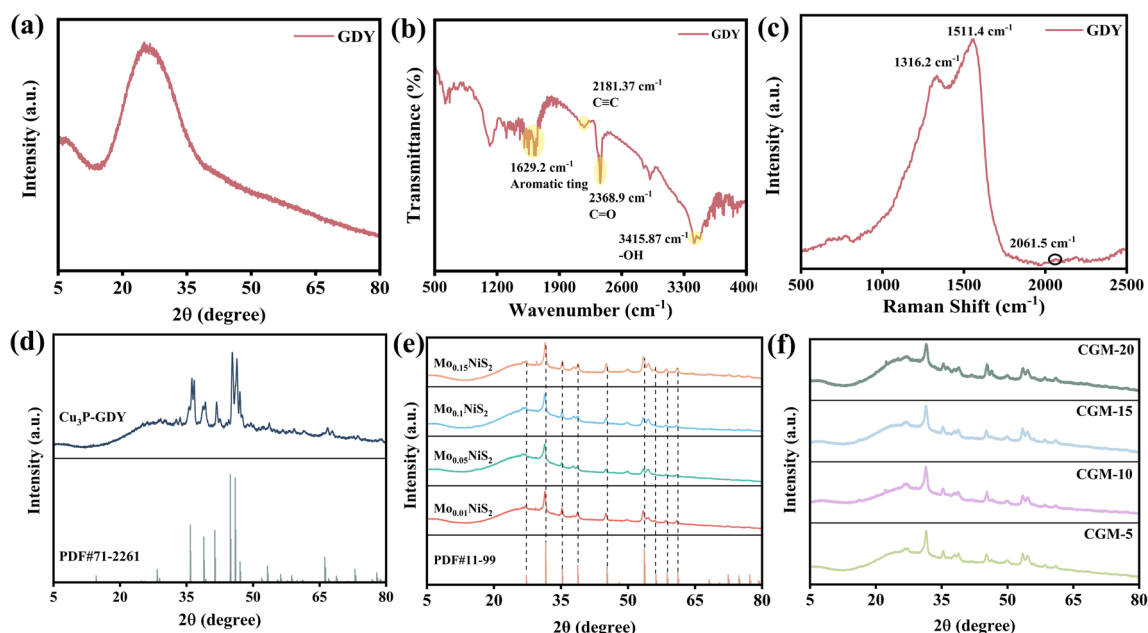 (a)
GDY
Intensity (a.u.)
5 20 35 50 65 80
2θ (degree)
(b)
GDY
Transmittance (%)
2181.37 cm⁻¹
C≡C
1629.2 cm⁻¹
Aromatic ting
2368.9 cm⁻¹
C=O
3415.87 cm⁻¹
-OH
500 1200 1900 2600 3300 4000
Wavenumber (cm⁻¹)
(c)
GDY
Intensity (a.u.)
1511.4 cm⁻¹
1316.2 cm⁻¹
2061.5 cm⁻¹
500 1000 1500 2000 2500
Raman Shift (cm⁻¹)
(d)
Intensity (a.u.)
Cu₃P-GDY
PDF#71-2261
5 20 35 50 65 80
2θ (degree)
(e)
Intensity (a.u.)
Mo₀.₁₅NiS₂
Mo₀.₁NiS₂
Mo₀.₀₅NiS₂
Mo₀.₀₁NiS₂
PDF#11-99
5 20 35 50 65 80
2θ (degree)
(f)
Intensity (a.u.)
CGM-20
CGM-15
CGM-10
CGM-5
5 20 35 50 65 80
2θ (degree)